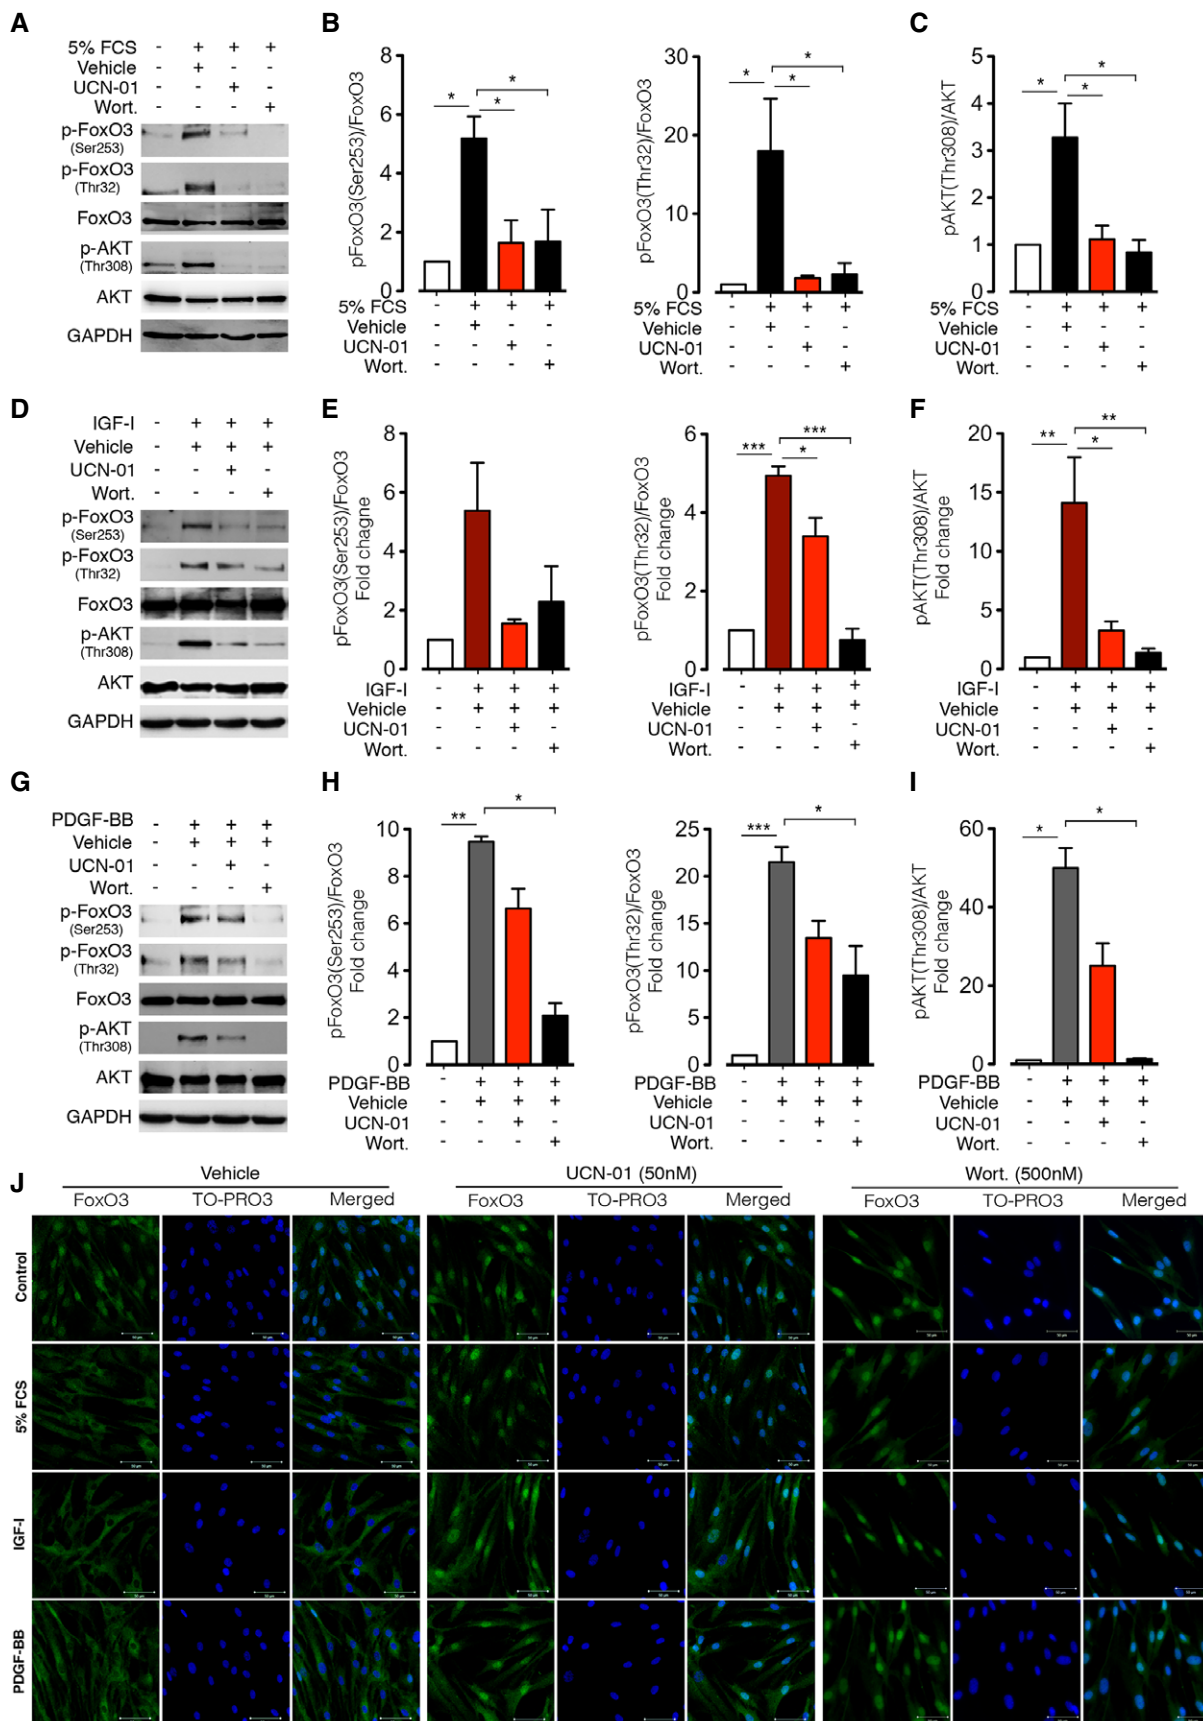 A
5% FCS - + + +
Vehicle - + - -
UCN-01 - - + -
Wort. - - - +
p-FoxO3
(Ser253)
p-FoxO3
(Thr32)
FoxO3
p-AKT
(Thr308)
AKT
GAPDH
B
pFoxO3(Ser253)/FoxO3
8
6
4
2
0
* * *
5% FCS - + + +
Vehicle - + - -
UCN-01 - - + -
Wort. - - - +
pFoxO3(Thr32)/FoxO3
30
20
10
0
* * *
5% FCS - + + +
Vehicle - + - -
UCN-01 - - + -
Wort. - - - +
C
pAKT(Thr308)/AKT
5
4
3
2
1
0
* * *
5% FCS - + + +
Vehicle - + - -
UCN-01 - - + -
Wort. - - - +
D
IGF-I - + + +
Vehicle - + + +
UCN-01 - - + -
Wort. - - - +
p-FoxO3
(Ser253)
p-FoxO3
(Thr32)
FoxO3
p-AKT
(Thr308)
AKT
GAPDH
E
pFoxO3(Ser253)/FoxO3
Fold chagne
8
6
4
2
0
IGF-I - + + +
Vehicle - + + +
UCN-01 - - + -
Wort. - - - +
pFoxO3(Thr32)/FoxO3
Fold change
6
4
2
0
*** * ***
IGF-I - + + +
Vehicle - + + +
UCN-01 - - + -
Wort. - - - +
F
pAKT(Thr308)/AKT
Fold change
20
15
10
5
0
** * **
IGF-I - + + +
Vehicle - + + +
UCN-01 - - + -
Wort. - - - +
G
PDGF-BB - + + +
Vehicle - + + +
UCN-01 - - + -
Wort. - - - +
p-FoxO3
(Ser253)
p-FoxO3
(Thr32)
FoxO3
p-AKT
(Thr308)
AKT
GAPDH
H
pFoxO3(Ser253)/FoxO3
Fold change
10
8
6
4
2
0
** *
PDGF-BB - + + +
Vehicle - + + +
UCN-01 - - + -
Wort. - - - +
pFoxO3(Thr32)/FoxO3
Fold change
25
20
15
10
5
0
*** *
PDGF-BB - + + +
Vehicle - + + +
UCN-01 - - + -
Wort. - - - +
I
pAKT(Thr308)/AKT
Fold change
60
40
20
0
* *
PDGF-BB - + + +
Vehicle - + + +
UCN-01 - - + -
Wort. - - - +
J
Vehicle UCN-01 (50nM) Wort. (500nM)
FoxO3 TO-PRO3 Merged FoxO3 TO-PRO3 Merged FoxO3 TO-PRO3 Merged
Control
5% FCS
IGF-I
PDGF-BB